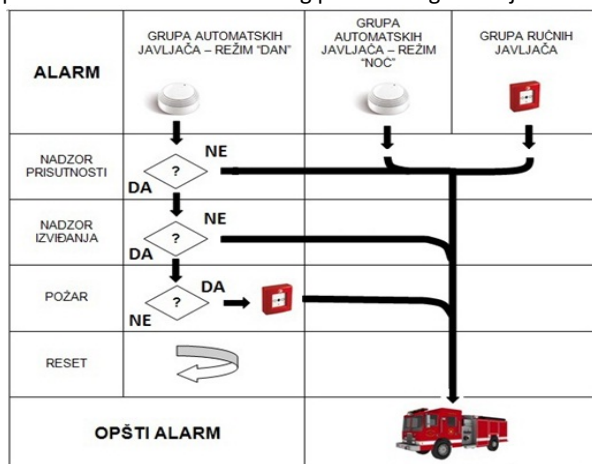 ALARM
GRUPA AUTOMATSKIH
JAVLJAČA – REŽIM "DAN"
GRUPA
AUTOMATSKIH
JAVLJAČA – REŽIM
"NOĆ"
GRUPA RUČNIH
JAVLJAČA
NADZOR
PRISUTNOSTI
?
NE
DA
NADZOR
IZVIĐANJA
?
NE
DA
POŽAR
?
DA
NE
RESET
OPŠTI ALARM